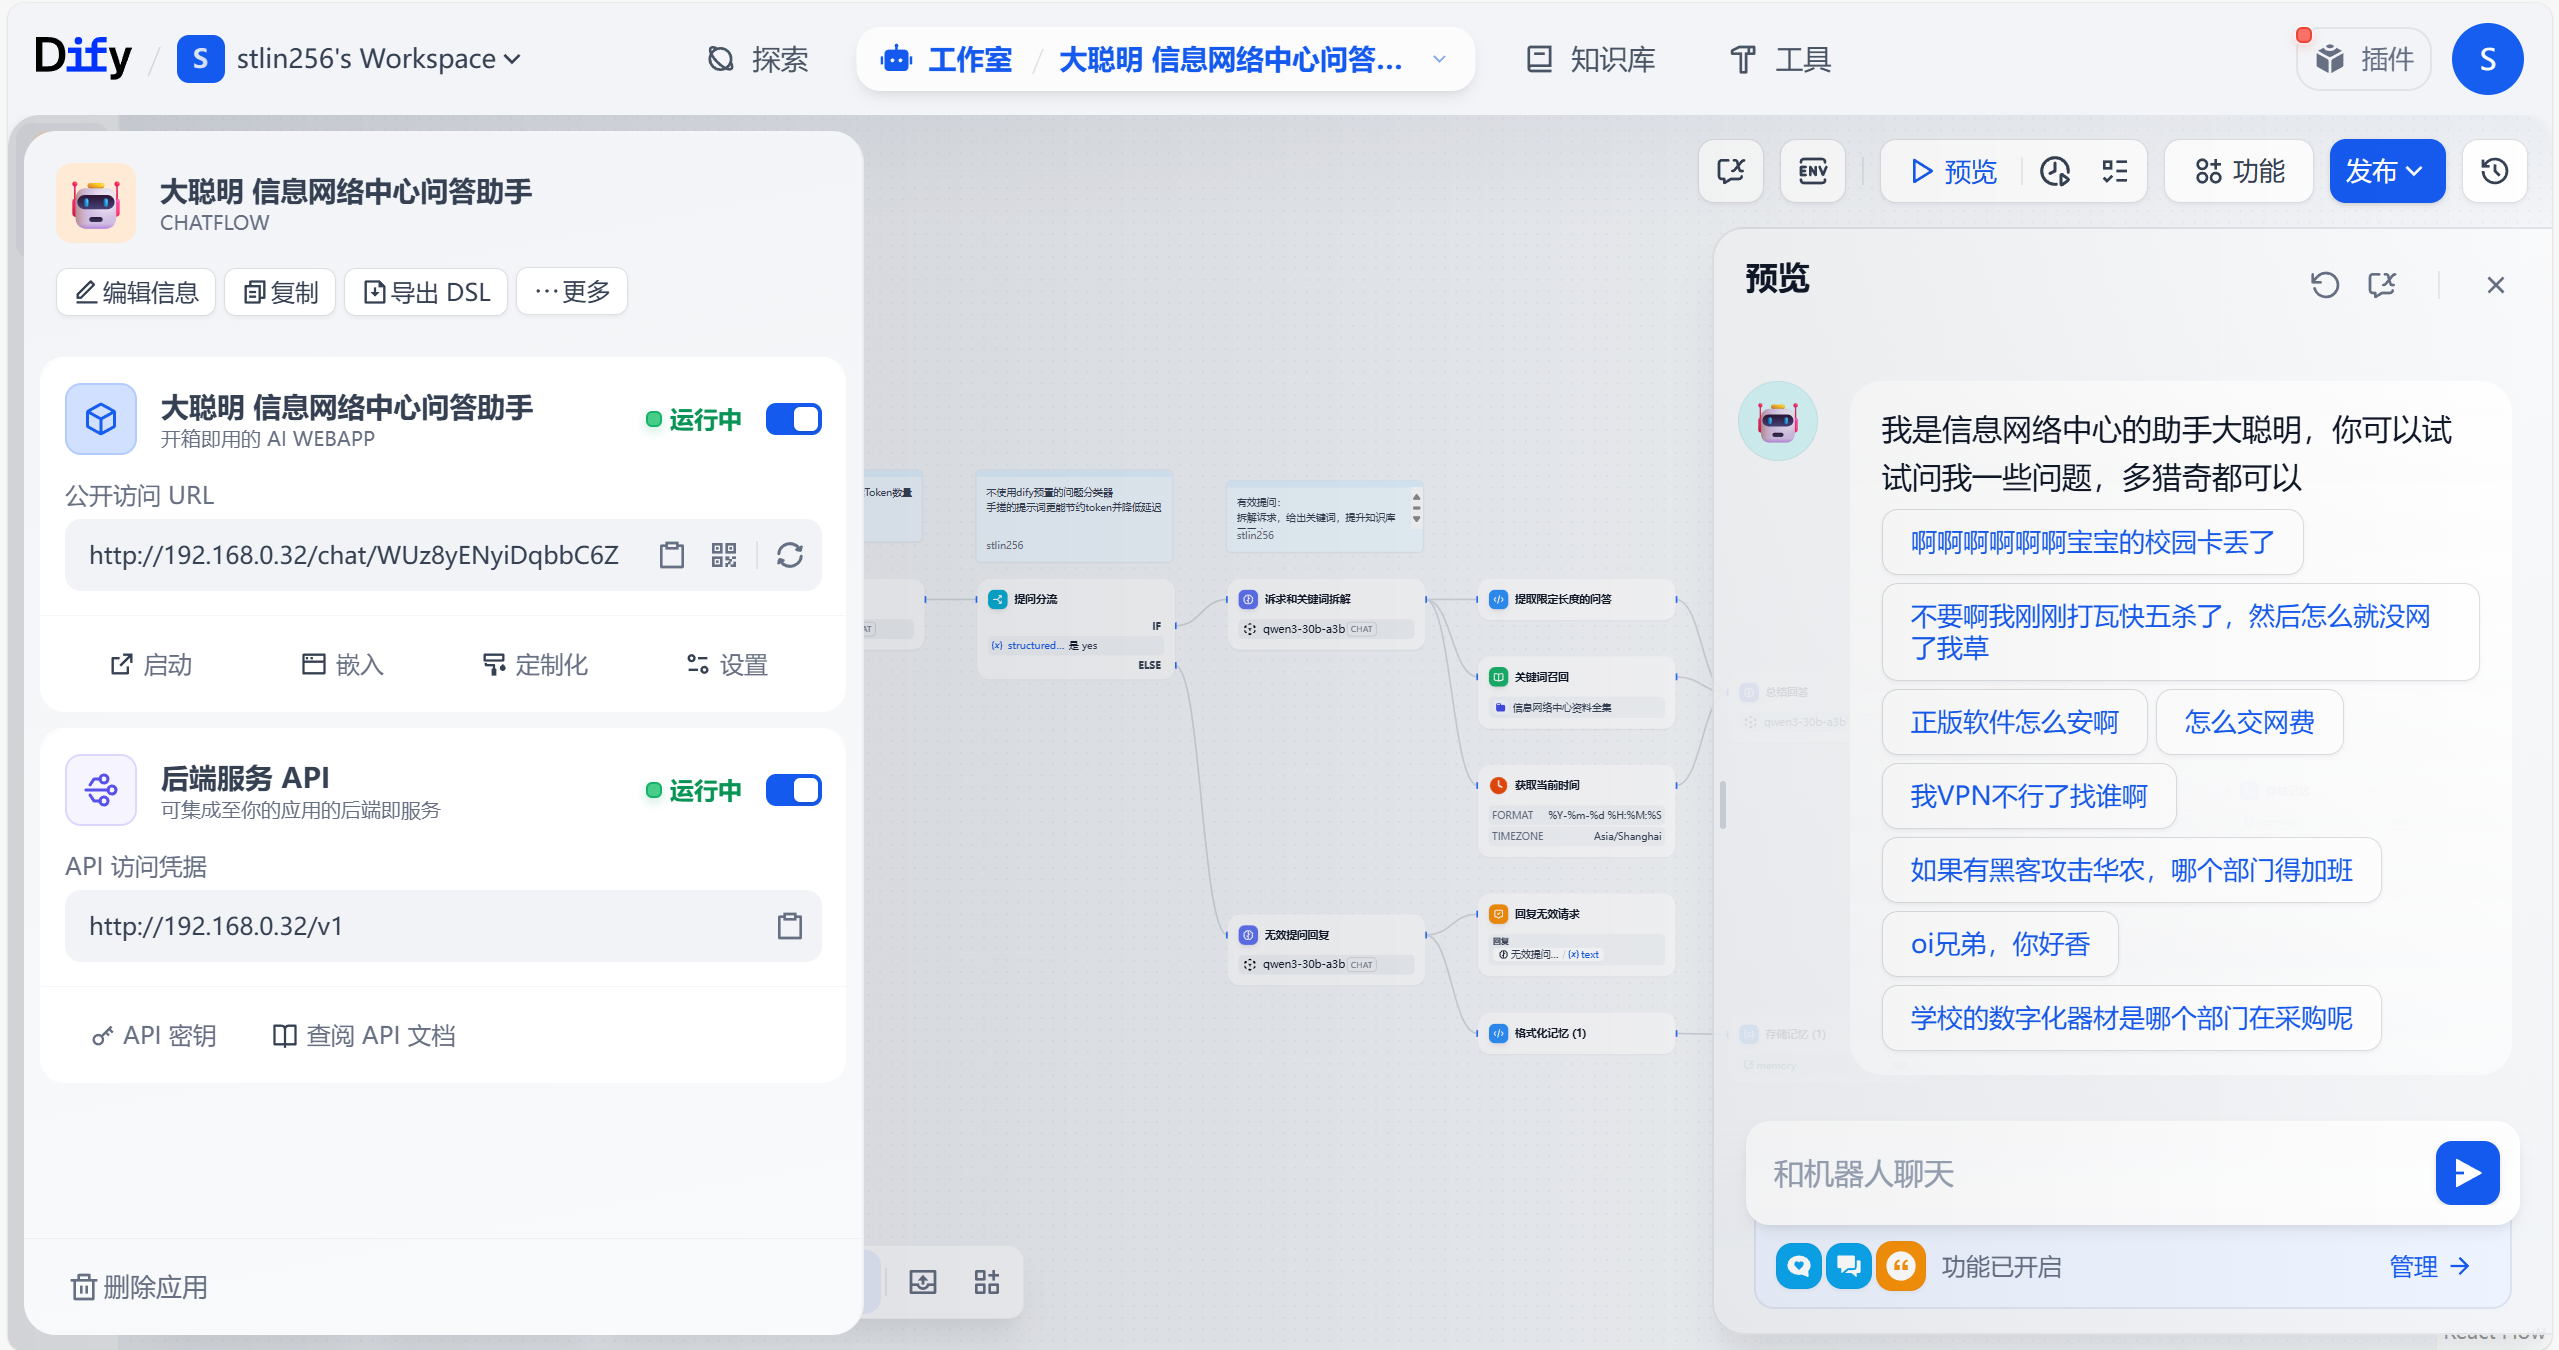 Dify
/
S
stlin256's Workspace
探索
工作室
/
大聪明 信息网络中心问答...
知识库
工具
插件
S
大聪明 信息网络中心问答助手
CHATFLOW
编辑信息
复制
导出 DSL
···更多
大聪明 信息网络中心问答助手
开箱即用的 AI WEBAPP
运行中
公开访问 URL
http://192.168.0.32/chat/WUz8yENyiDqbbC6Z
启动
嵌入
定制化
设置
后端服务 API
可集成至你的应用的后端即服务
运行中
API 访问凭据
http://192.168.0.32/v1
API 密钥
查阅 API 文档
删除应用
ENV
预览
功能
发布
Token数量
不使用dify预置的问题分类器
手搓的提示词更能节约token并降低延迟
stlin256
有效提问:
拆解诉求，给出关键词，提升知识库
stlin256
AT
提问分流
IF
{x} structured... 是 yes
ELSE
诉求和关键词拆解
qwen3-30b-a3b CHAT
提取限定长度的问答
关键词召回
信息网络中心资料全集
获取当前时间
FORMAT %Y-%m-%d %H:%M:%S
TIMEZONE Asia/Shanghai
无效提问回复
qwen3-30b-a3b CHAT
回复无效请求
回复
无效提问... / {x} text
格式化记忆 (1)
总结回答
qwen3-30b-a3b
存储记忆 (1)
memory
预览
我是信息网络中心的助手大聪明，你可以试
试问我一些问题，多猎奇都可以
啊啊啊啊啊啊宝宝的校园卡丢了
不要啊我刚刚打瓦快五杀了，然后怎么就没网
了我草
正版软件怎么安啊
怎么交网费
我VPN不行了找谁啊
如果有黑客攻击华农，哪个部门得加班
oi兄弟，你好香
学校的数字化器材是哪个部门在采购呢
和机器人聊天
功能已开启
管理
React Flow